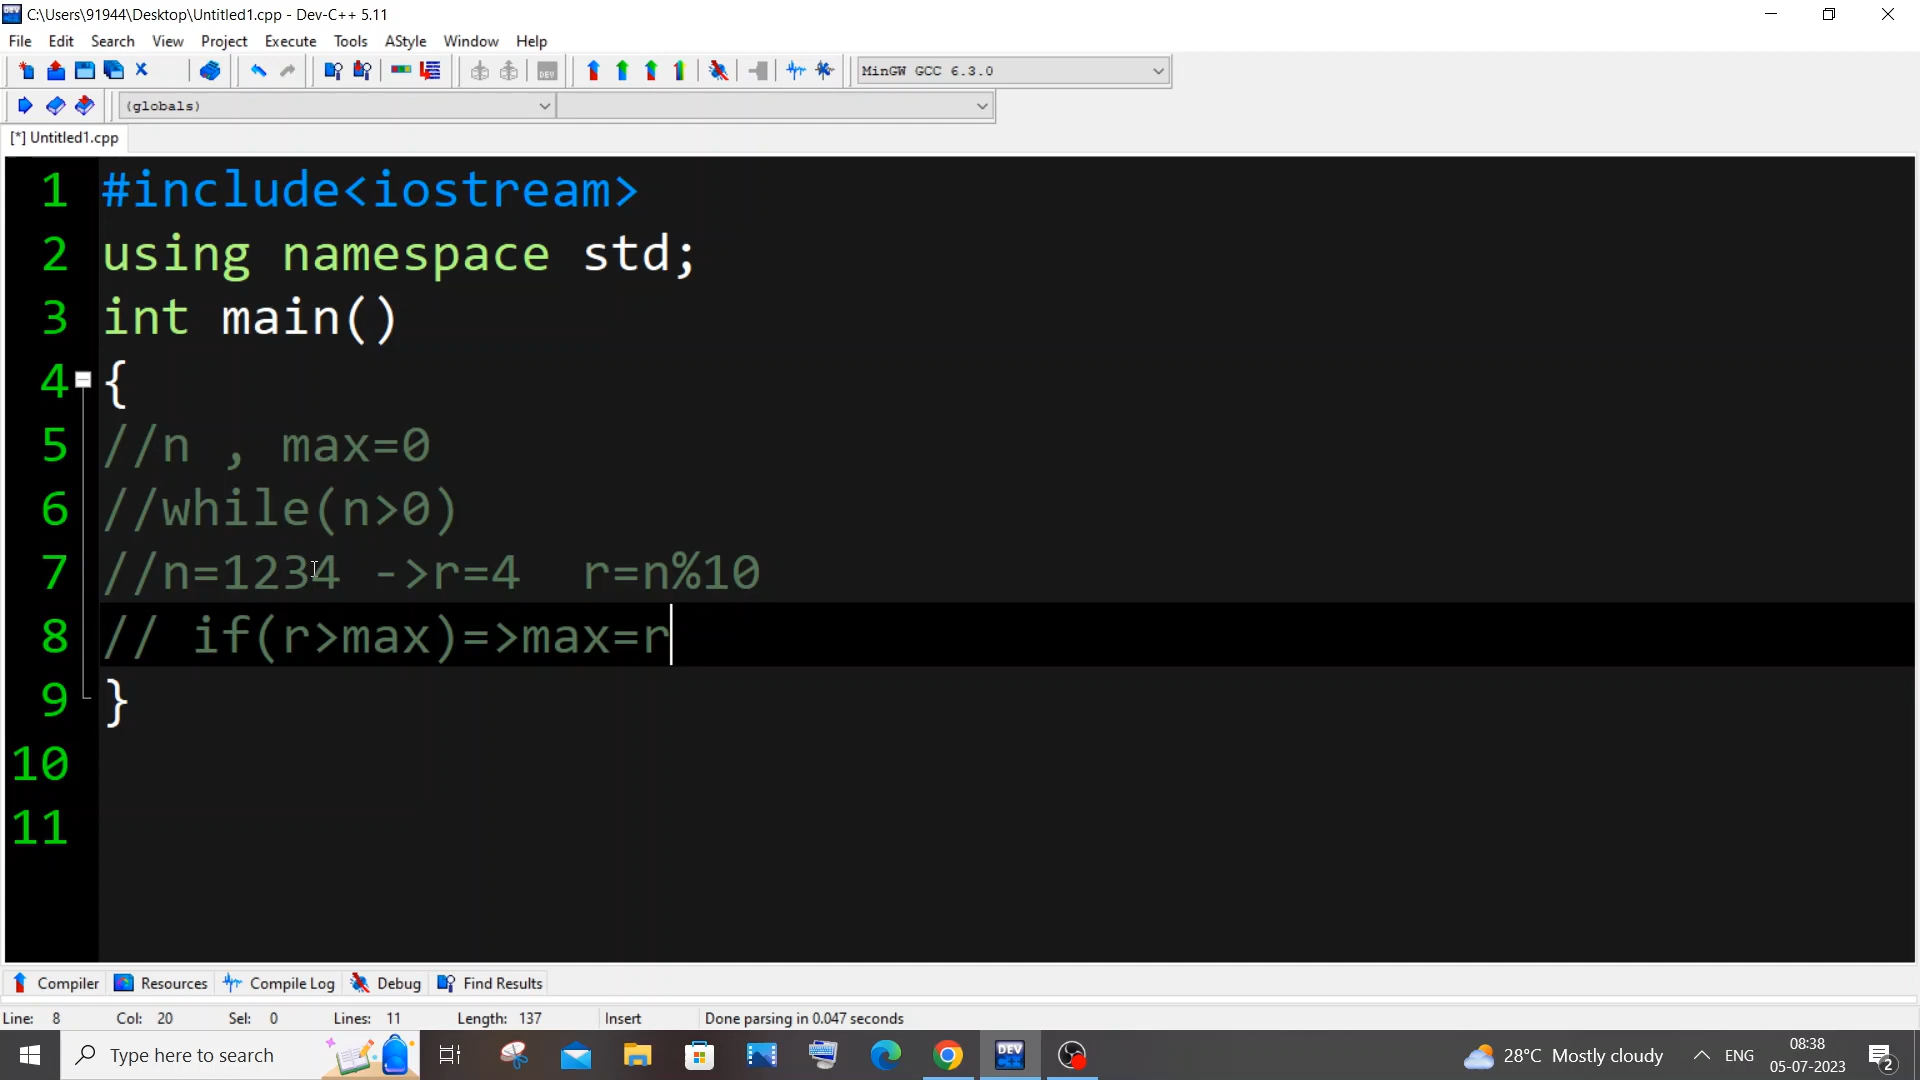 C:\Users\91944\Desktop\Untitled1.cpp - Dev-C++ 5.11
File Edit Search View Project Execute Tools AStyle Window Help
MinGW GCC 6.3.0
(globals)
[*] Untitled1.cpp
1 #include<iostream>
2 using namespace std;
3 int main()
4 {
5 //n , max=0
6 //while(n>0)
7 //n=1234 ->r=4  r=n%10
8 // if(r>max)=>max=r
9 }
10
11
Compiler Resources Compile Log Debug Find Results
Line: 8 Col: 20 Sel: 0 Lines: 11 Length: 137 Insert Done parsing in 0.047 seconds
Type here to search
DEV C++
28°C Mostly cloudy
ENG
08:38
05-07-2023
2